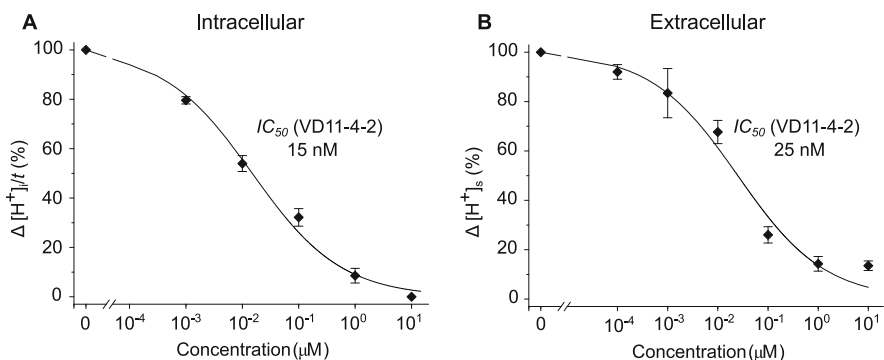 A Intracellular
100
80
60
40
20
0
Δ [H⁺]ᵢ/t (%)
IC₅₀ (VD11-4-2)
15 nM
0 10⁻⁴ 10⁻³ 10⁻² 10⁻¹ 10⁰ 10¹
Concentration (μM)
B Extracellular
100
80
60
40
20
0
Δ [H⁺]ₛ (%)
IC₅₀ (VD11-4-2)
25 nM
0 10⁻⁴ 10⁻³ 10⁻² 10⁻¹ 10⁰ 10¹
Concentration (μM)